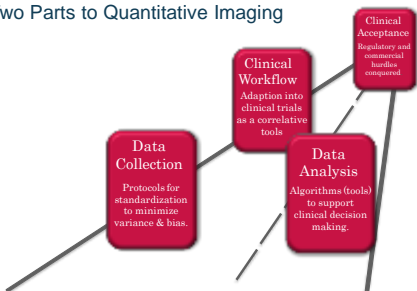 wo Parts to Quantitative Imaging
Clinical
Acceptance
Regulatory and
commercial
hurdles
conquered
Clinical
Workflow
Adaption into
clinical trials
as a correlative
tools
Data
Collection
Protocols for
standardization
to minimize
variance & bias.
Data
Analysis
Algorithms (tools)
to support
clinical decision
making.